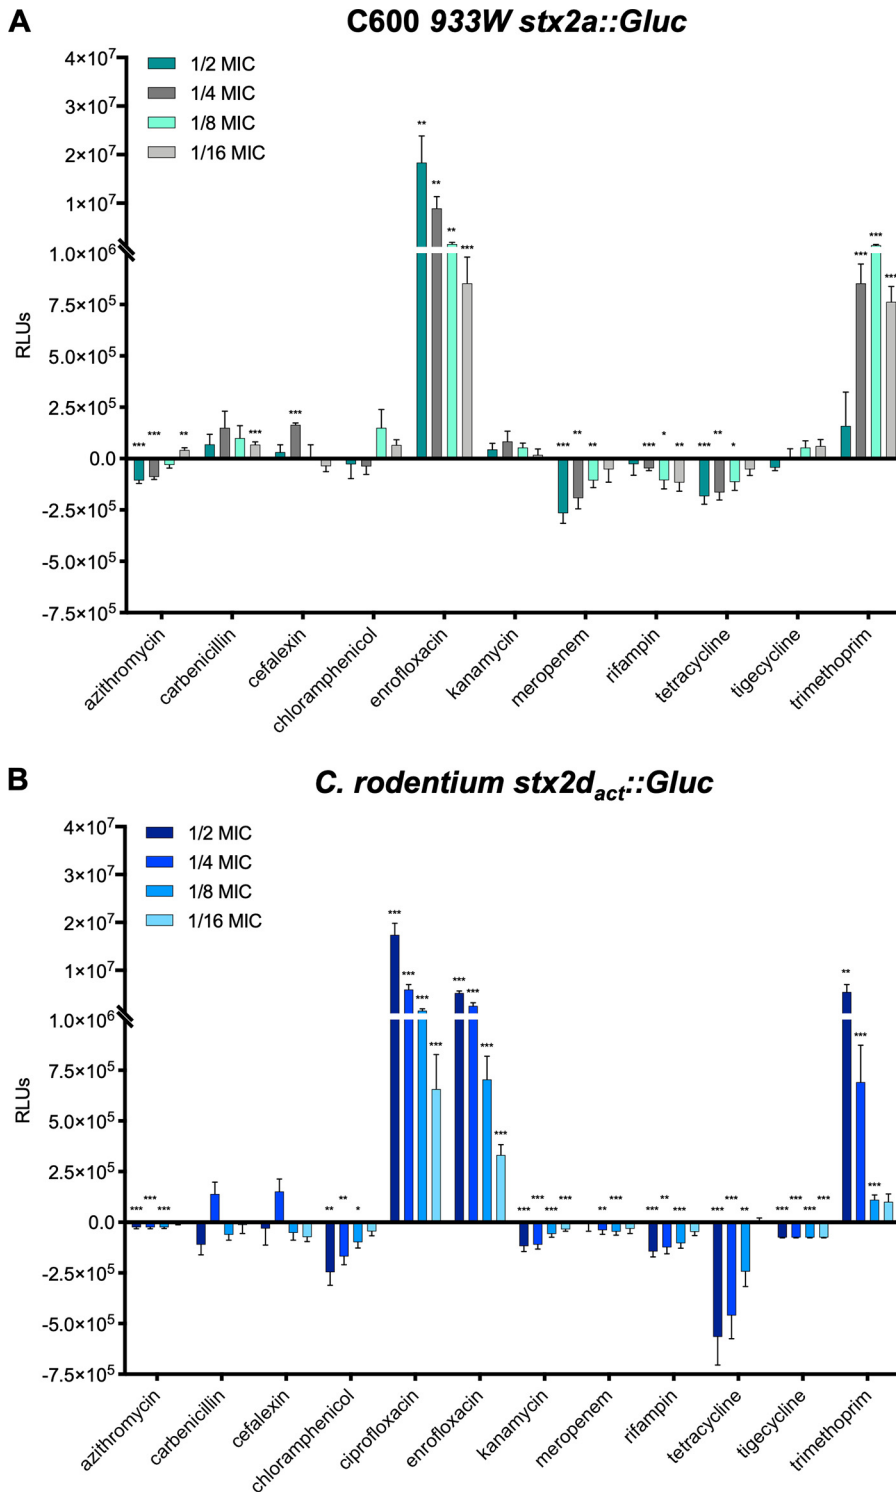 A
C600 933W stx2a::Gluc
1/2 MIC
1/4 MIC
1/8 MIC
1/16 MIC
4×10⁷
3×10⁷
2×10⁷
1×10⁷
1.0×10⁶
7.5×10⁵
5.0×10⁵
2.5×10⁵
0.0
-2.5×10⁵
-5.0×10⁵
-7.5×10⁵
RLUs
*** *** ** *** *** ** ** ** *** *** ** ** *** * ** *** ** * *** *** ***
azithromycin
carbenicillin
cefalexin
chloramphenicol
enrofloxacin
kanamycin
meropenem
rifampin
tetracycline
tigecycline
trimethoprim
B
C. rodentium stx2d_act::Gluc
1/2 MIC
1/4 MIC
1/8 MIC
1/16 MIC
4×10⁷
3×10⁷
2×10⁷
1×10⁷
1.0×10⁶
7.5×10⁵
5.0×10⁵
2.5×10⁵
0.0
-2.5×10⁵
-5.0×10⁵
-7.5×10⁵
RLUs
*** *** *** ** ** * *** *** *** *** *** *** *** *** *** *** *** *** ** *** *** ** *** *** *** ** *** *** *** *** ** *** ***
azithromycin
carbenicillin
cefalexin
chloramphenicol
ciprofloxacin
enrofloxacin
kanamycin
meropenem
rifampin
tetracycline
tigecycline
trimethoprim